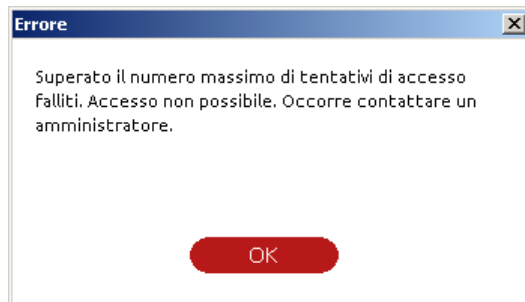 Errore
Superato il numero massimo di tentativi di accesso
falliti. Accesso non possibile. Occorre contattare un
amministratore.
OK